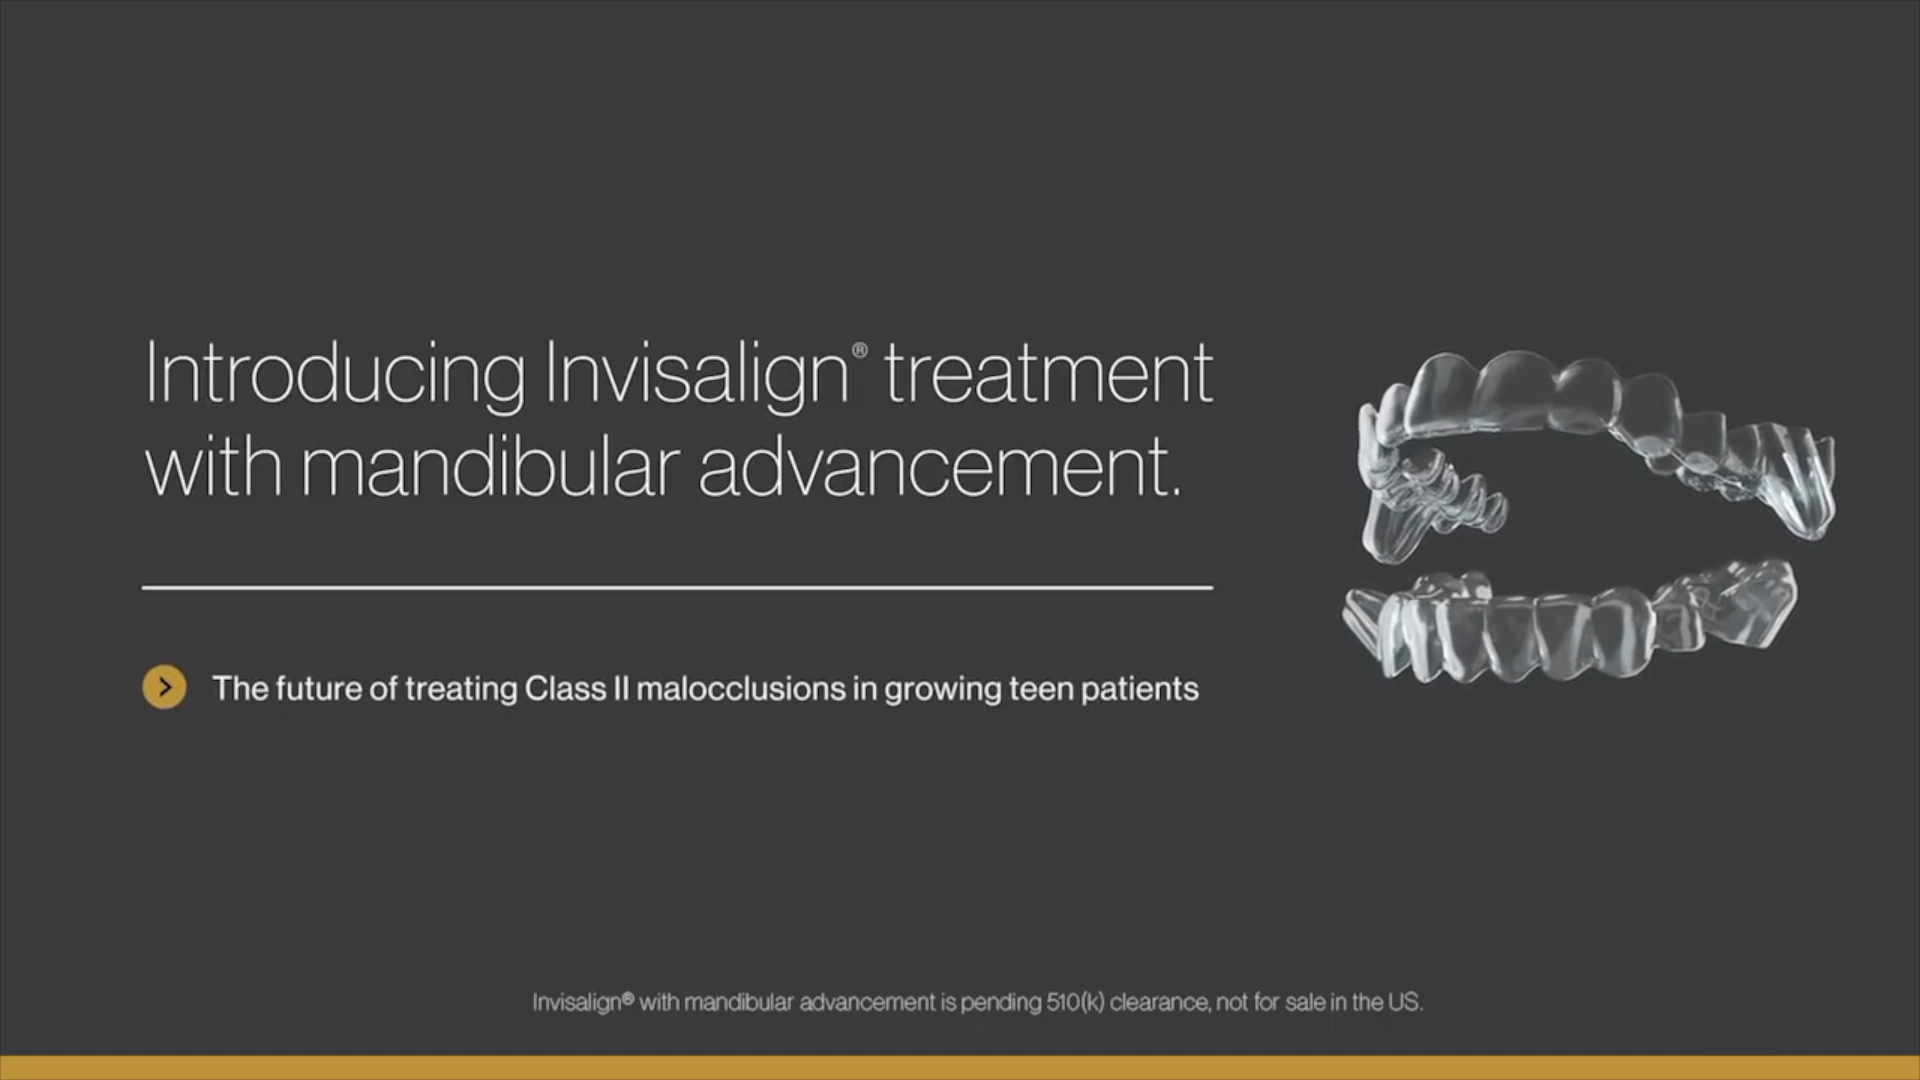 Introducing Invisalign® treatment
with mandibular advancement.
The future of treating Class II malocclusions in growing teen patients
Invisalign® with mandibular advancement is pending 510(k) clearance, not for sale in the US.